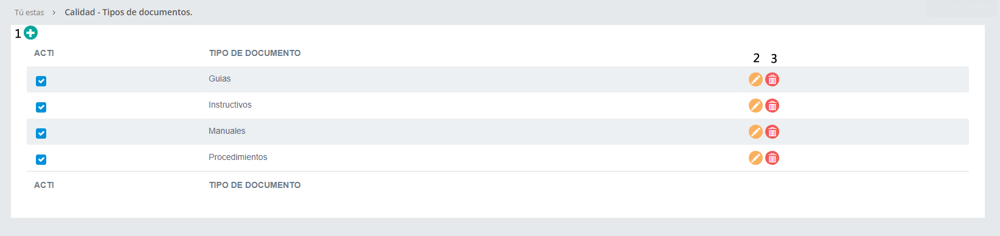 Tú estas > Calidad - Tipos de documentos.
1
ACTI TIPO DE DOCUMENTO
2 3
Guias
Instructivos
Manuales
Procedimientos
ACTI TIPO DE DOCUMENTO